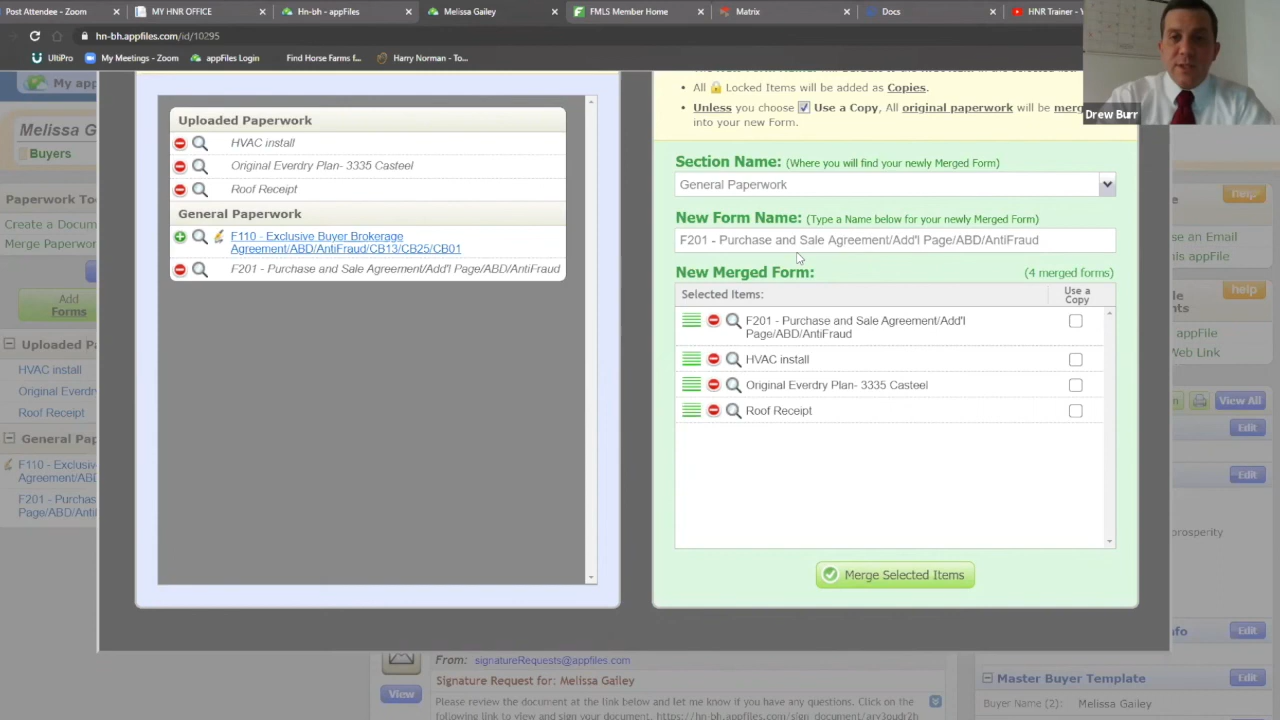 Post Attendee - Zoom
MY HNR OFFICE
Hn-bh - appFiles
Melissa Gailey
FMLS Member Home
Matrix
Docs
HNR Trainer - Y
hn-bh.appfiles.com/id/10295
UltiPro
My Meetings - Zoom
appFiles Login
Find Horse Farms f...
Harry Norman - To...
My app
Melissa G
Buyers
Paperwork To
Create a Docum
Merge Paperwor
Add
Forms
Uploaded P
HVAC install
Original Everdry
Roof Receipt
General Pap
F110 - Exclusiv
Agreement/ABD
F201 - Purchas
Page/ABD/AntiF
Uploaded Paperwork
HVAC install
Original Everdry Plan- 3335 Casteel
Roof Receipt
General Paperwork
F110 - Exclusive Buyer Brokerage
Agreement/ABD/AntiFraud/CB13/CB25/CB01
F201 - Purchase and Sale Agreement/Add'l Page/ABD/AntiFraud
All Locked Items will be added as Copies.
Unless you choose Use a Copy, All original paperwork will be merg
into your new Form.
Section Name: (Where you will find your newly Merged Form)
General Paperwork
New Form Name: (Type a Name below for your newly Merged Form)
F201 - Purchase and Sale Agreement/Add'l Page/ABD/AntiFraud
New Merged Form: (4 merged forms)
Selected Items:
Use a
Copy
F201 - Purchase and Sale Agreement/Add'l
Page/ABD/AntiFraud
HVAC install
Original Everdry Plan- 3335 Casteel
Roof Receipt
Merge Selected Items
Drew Burr
help
e an Email
his appFile
help
appFile
Web Link
View All
Edit
Edit
rosperity
fo
Edit
Master Buyer Template
Edit
Buyer Name (2): Melissa Gailey
From: signatureRequests@appfiles.com
View
Signature Request for: Melissa Gailey
Please review the document at the link below and let me know if you have any questions. Click on the